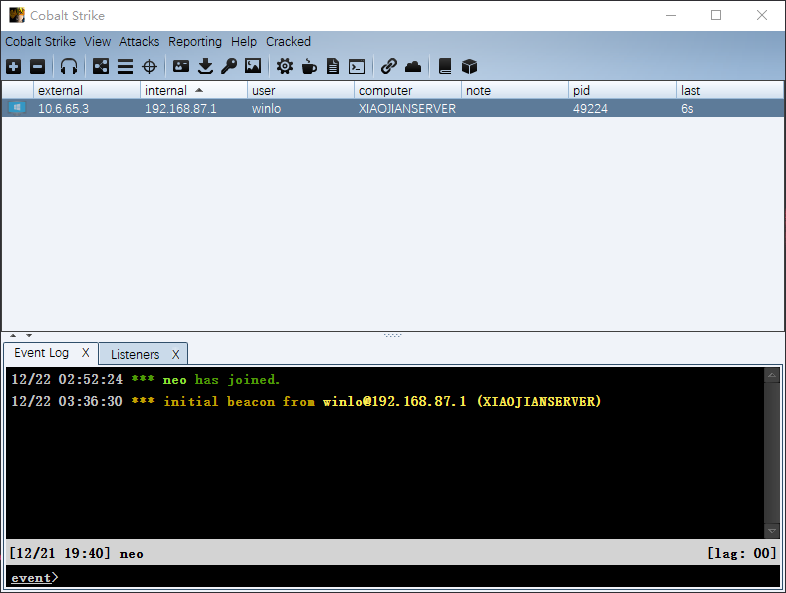 Cobalt Strike
Cobalt Strike View Attacks Reporting Help Cracked
external internal user computer note pid last
10.6.65.3 192.168.87.1 winlo XIAOJIANSERVER 49224 6s
Event Log X Listeners X
12/22 02:52:24 *** neo has joined.
12/22 03:36:30 *** initial beacon from winlo@192.168.87.1 (XIAOJIANSERVER)
[12/21 19:40] neo [lag: 00]
event>